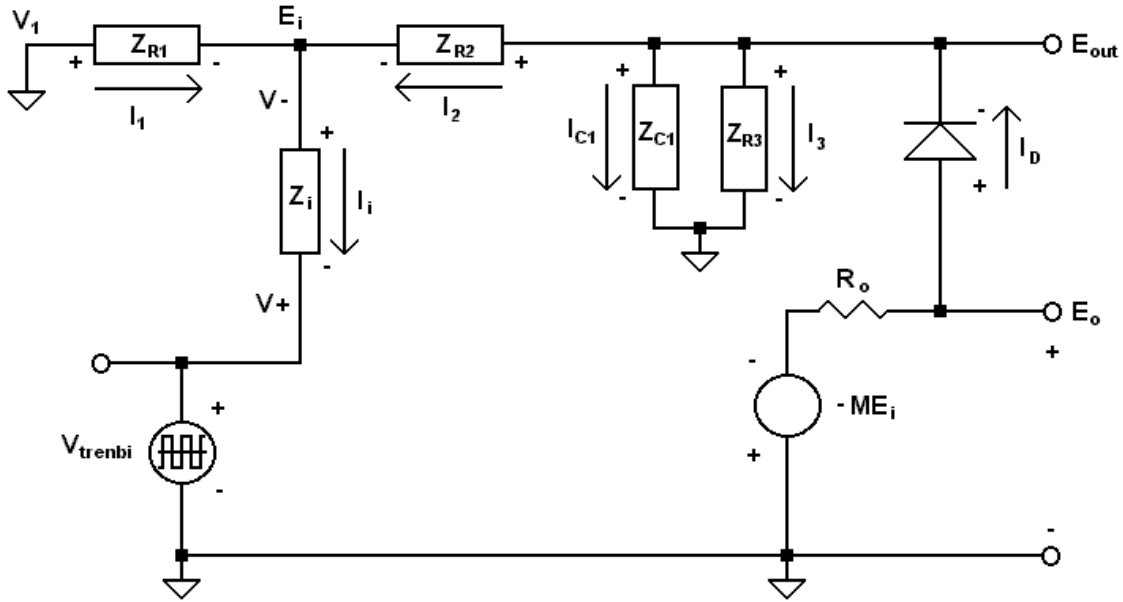 V1
ZR1
Ei
ZR2
Eout
+ -
- +
I1
V-
I2
+
+
+
-
IC1
ZC1
ZR3
I3
ID
Zi
Ii
-
-
-
+
V+
Ro
Eo
+
-
+
- MEi
Vtrenbi
+
-
-